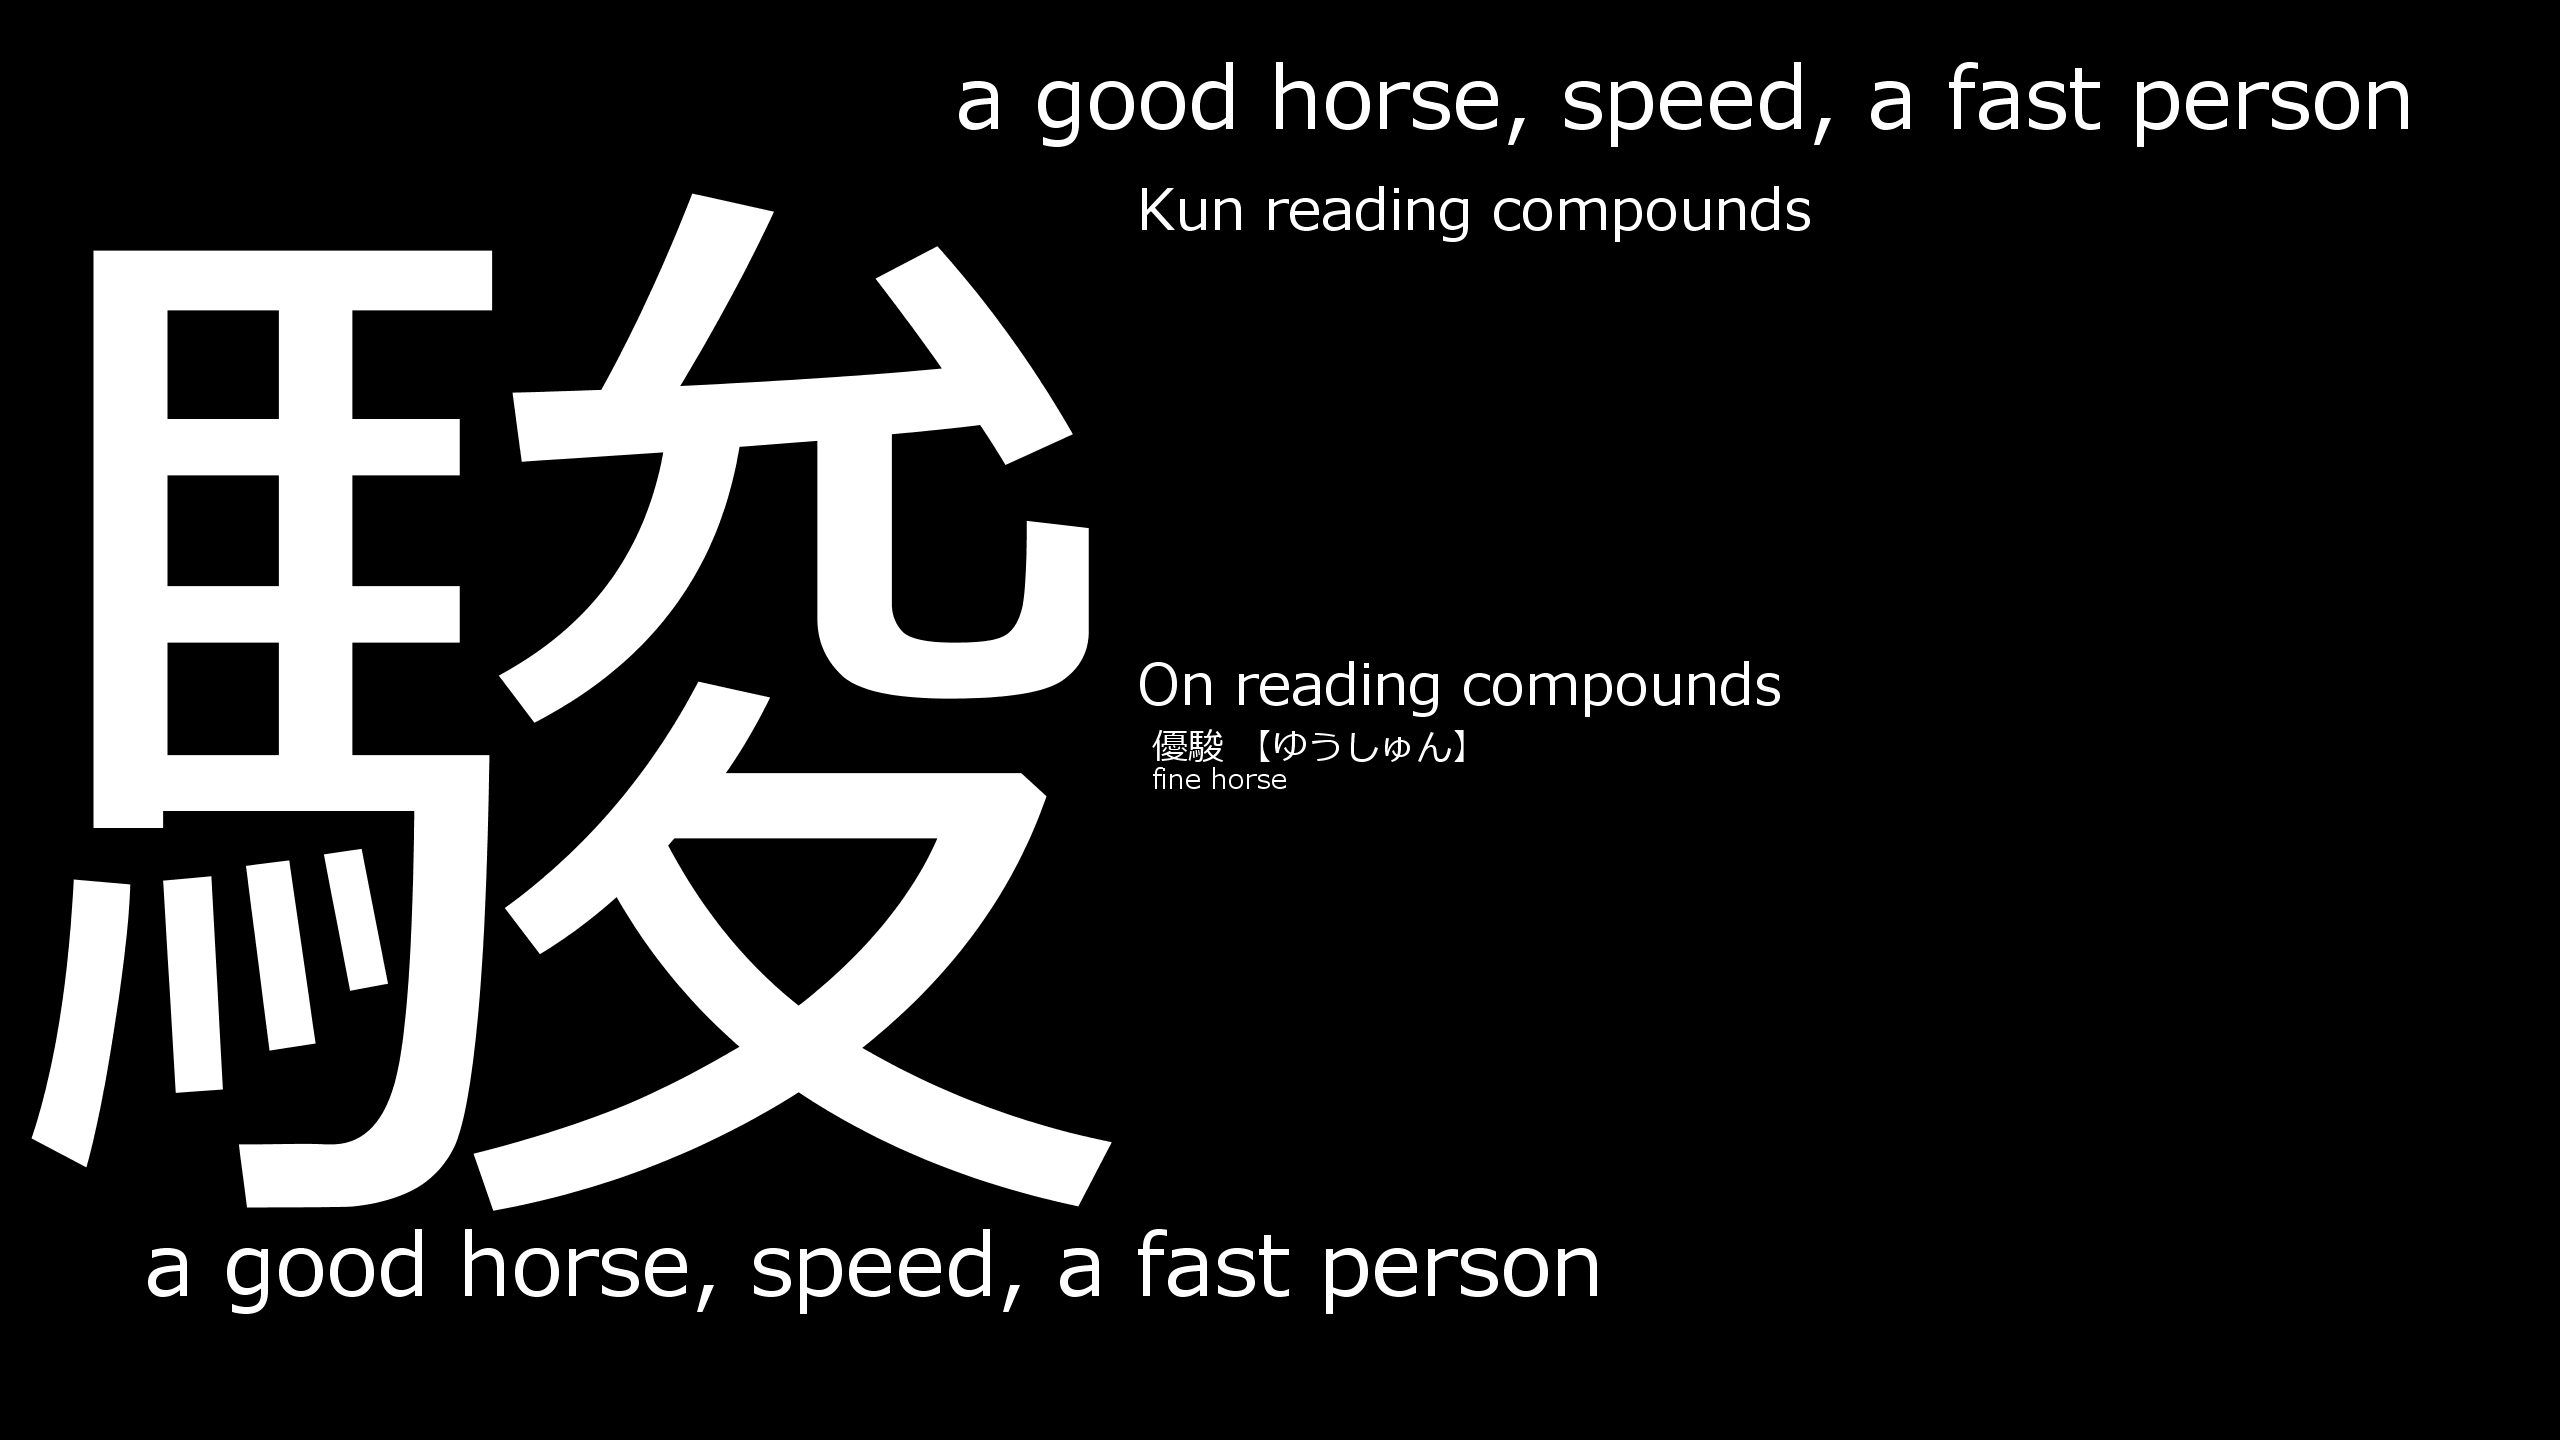 a good horse, speed, a fast person
Kun reading compounds
駿
On reading compounds
優駿 【ゆうしゅん】
fine horse
a good horse, speed, a fast person